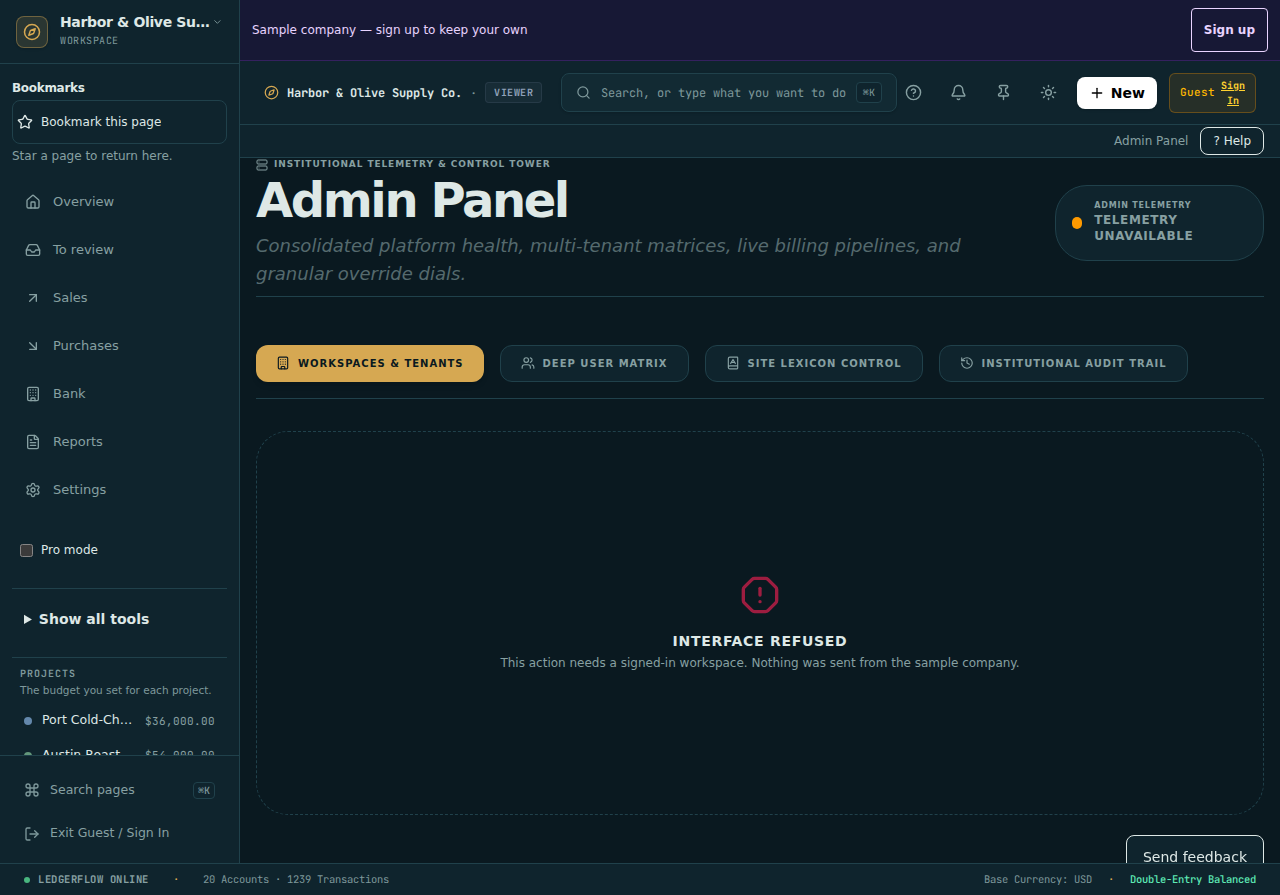 Harbor & Olive Su...
WORKSPACE
Bookmarks
Bookmark this page
Star a page to return here.
Overview
To review
Sales
Purchases
Bank
Reports
Settings
Pro mode
Show all tools
PROJECTS
The budget you set for each project.
Port Cold-Ch... $36,000.00
Austin Roast... $54,000.00
Search pages ⌘K
Exit Guest / Sign In
Sample company — sign up to keep your own
Sign up
Harbor & Olive Supply Co. · VIEWER
Search, or type what you want to do ⌘K
New
Guest Sign In
Admin Panel
? Help
INSTITUTIONAL TELEMETRY & CONTROL TOWER
Admin Panel
Consolidated platform health, multi-tenant matrices, live billing pipelines, and
granular override dials.
ADMIN TELEMETRY
TELEMETRY
UNAVAILABLE
WORKSPACES & TENANTS
DEEP USER MATRIX
SITE LEXICON CONTROL
INSTITUTIONAL AUDIT TRAIL
INTERFACE REFUSED
This action needs a signed-in workspace. Nothing was sent from the sample company.
Send feedback
LEDGERFLOW ONLINE · 20 Accounts · 1239 Transactions
Base Currency: USD · Double-Entry Balanced